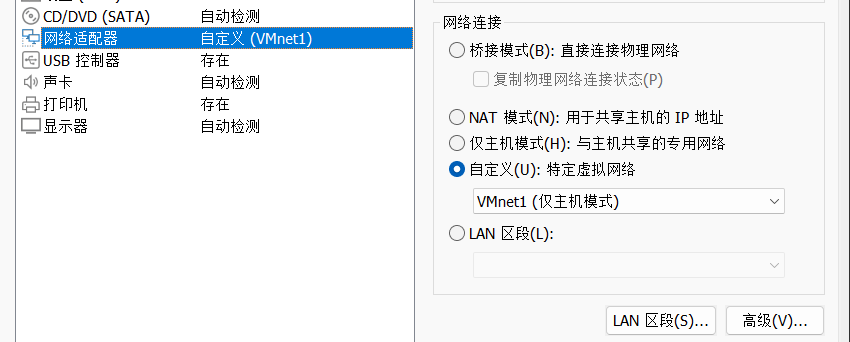 CD/DVD (SATA) 自动检测
网络适配器 自定义 (VMnet1)
USB 控制器 存在
声卡 自动检测
打印机 存在
显示器 自动检测
网络连接
桥接模式(B): 直接连接物理网络
复制物理网络连接状态(P)
NAT 模式(N): 用于共享主机的 IP 地址
仅主机模式(H): 与主机共享的专用网络
自定义(U): 特定虚拟网络
VMnet1 (仅主机模式)
LAN 区段(L):
LAN 区段(S)... 高级(V)...